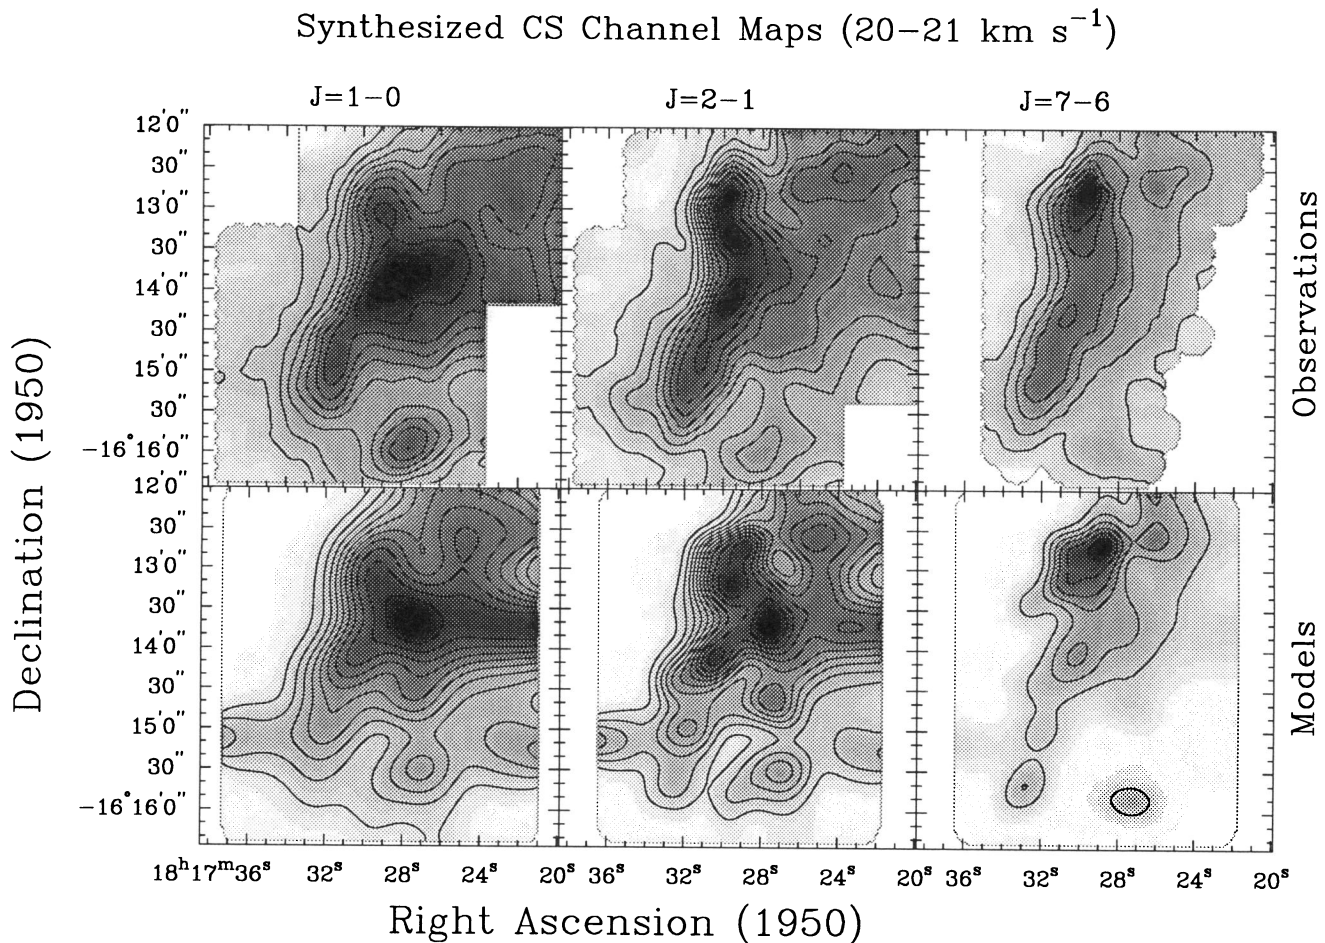 Synthesized CS Channel Maps (20−21 km s⁻¹)
J=1−0
J=2−1
J=7−6
12'0"
30"
13'0"
30"
14'0"
30"
15'0"
30"
−16°16'0"
12'0"
30"
13'0"
30"
14'0"
30"
15'0"
30"
−16°16'0"
Declination (1950)
Observations
Models
18ʰ17ᵐ36ˢ 32ˢ 28ˢ 24ˢ 20ˢ 36ˢ 32ˢ 28ˢ 24ˢ 20ˢ 36ˢ 32ˢ 28ˢ 24ˢ 20ˢ
Right Ascension (1950)